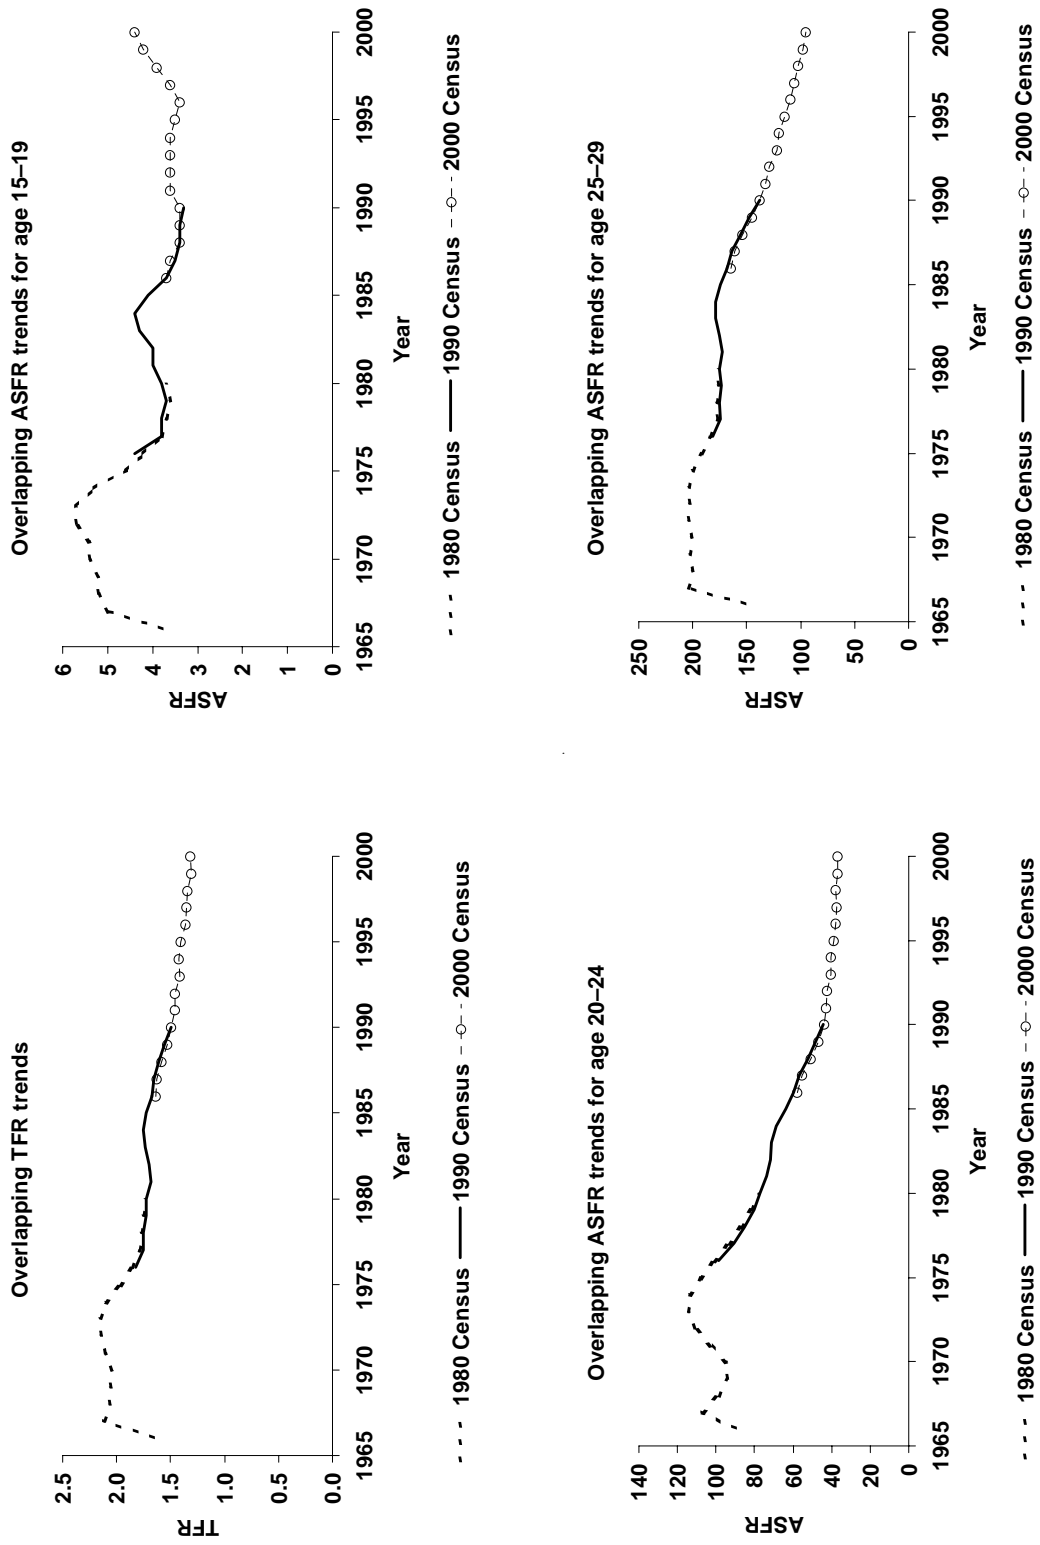 Overlapping TFR trends
2.5
2.0
1.5
1.0
0.5
0.0
TFR
1965 1970 1975 1980 1985 1990 1995 2000
Year
1980 Census 1990 Census 2000 Census
Overlapping ASFR trends for age 15–19
6
5
4
3
2
1
0
ASFR
1965 1970 1975 1980 1985 1990 1995 2000
Year
1980 Census 1990 Census 2000 Census
Overlapping ASFR trends for age 20–24
140
120
100
80
60
40
20
0
ASFR
1965 1970 1975 1980 1985 1990 1995 2000
Year
1980 Census 1990 Census 2000 Census
Overlapping ASFR trends for age 25–29
250
200
150
100
50
0
ASFR
1965 1970 1975 1980 1985 1990 1995 2000
Year
1980 Census 1990 Census 2000 Census